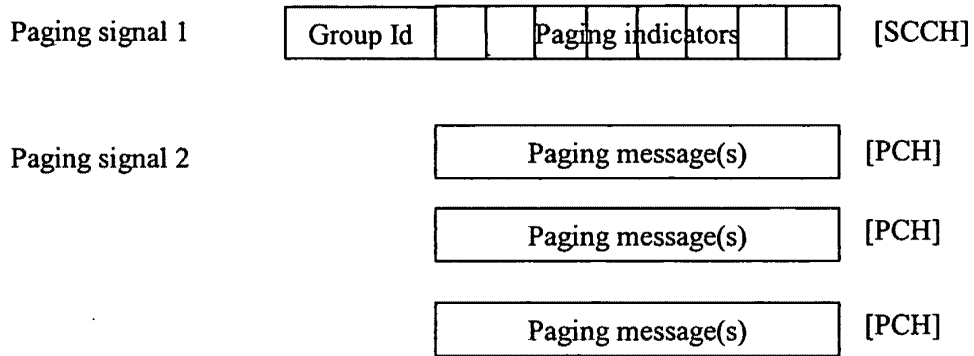 Paging signal 1 Group Id Paging indicators [SCCH]
Paging signal 2 Paging message(s) [PCH]
Paging message(s) [PCH]
Paging message(s) [PCH]